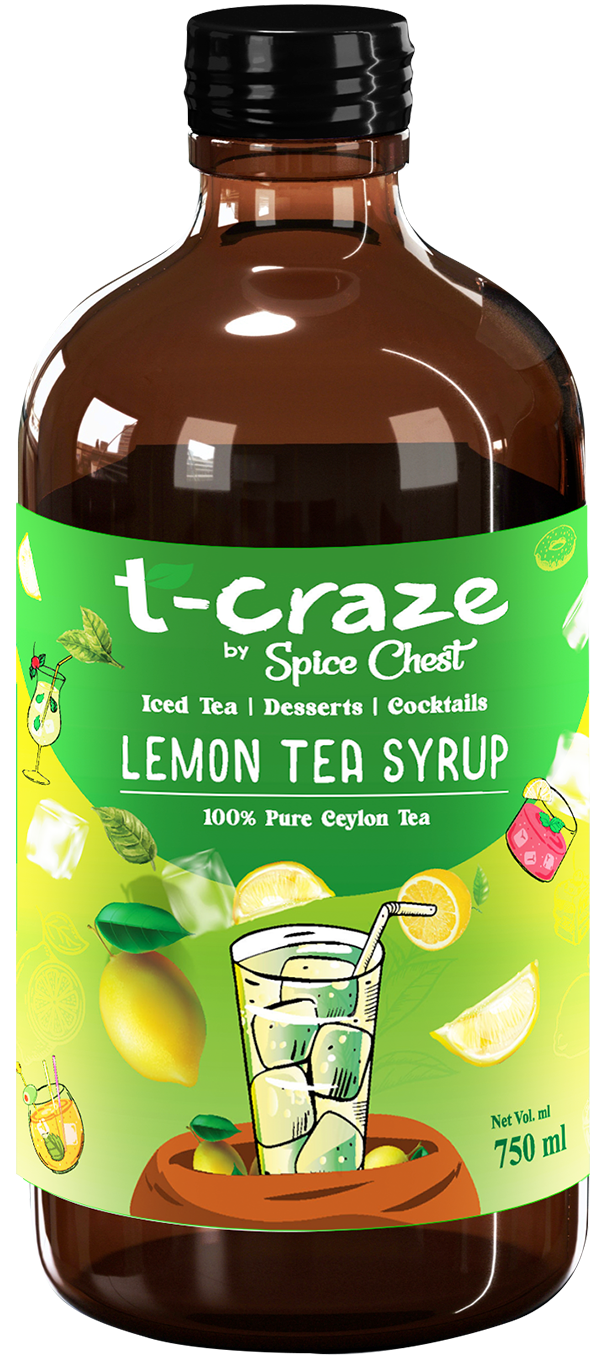 t-craze
by Spice Chest
Iced Tea | Desserts | Cocktails
LEMON TEA SYRUP
100% Pure Ceylon Tea
Net Vol. ml
750 ml